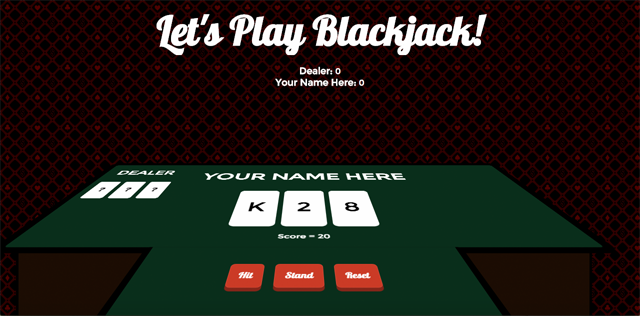 Let's Play Blackjack!
Dealer: 0
Your Name Here: 0
DEALER
? ? ?
YOUR NAME HERE
K 2 8
Score = 20
Hit Stand Reset